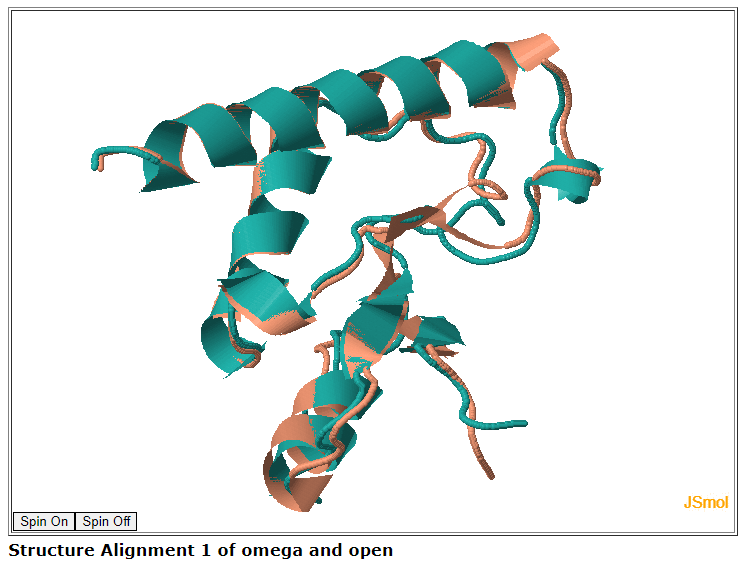 JSmol
Spin On Spin Off
Structure Alignment 1 of omega and open